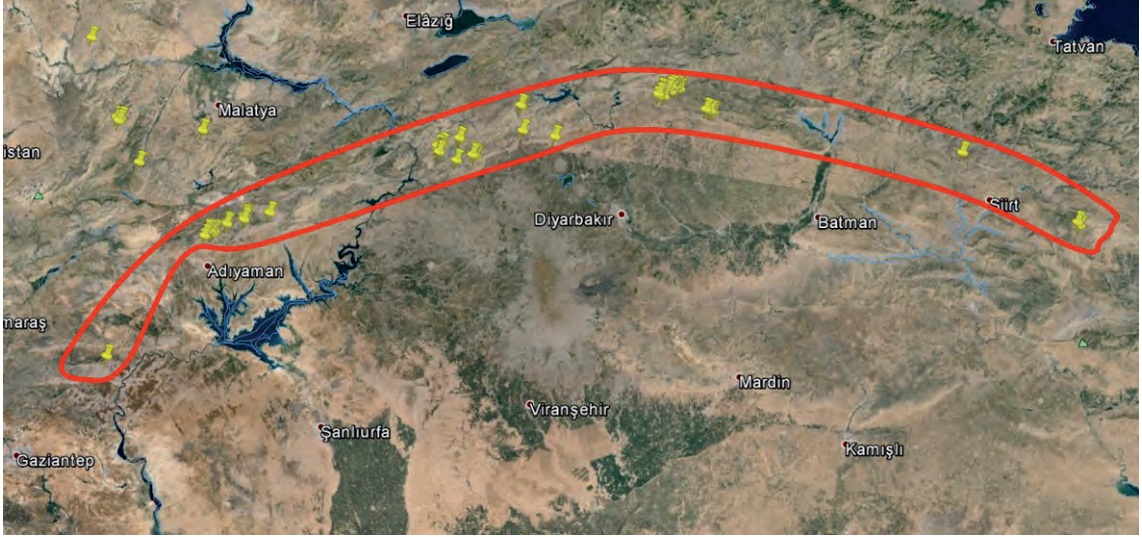 Elâzığ
Tatvan
Malatya
istan
Siirt
Diyarbakır
Batman
Adıyaman
maraş
Mardin
Viranşehir
Şanlıurfa
Kamışlı
Gaziantep